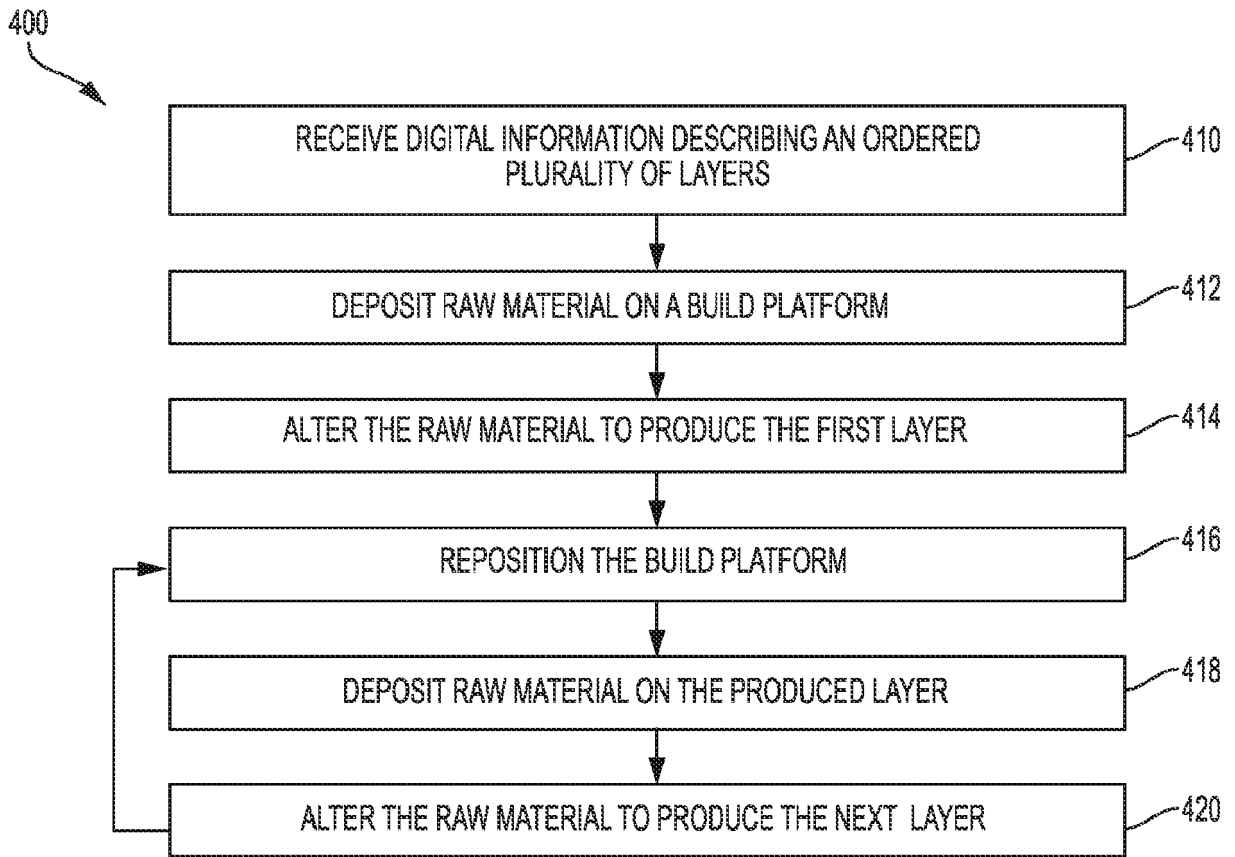 400
RECEIVE DIGITAL INFORMATION DESCRIBING AN ORDERED
PLURALITY OF LAYERS
410
DEPOSIT RAW MATERIAL ON A BUILD PLATFORM
412
ALTER THE RAW MATERIAL TO PRODUCE THE FIRST LAYER
414
REPOSITION THE BUILD PLATFORM
416
DEPOSIT RAW MATERIAL ON THE PRODUCED LAYER
418
ALTER THE RAW MATERIAL TO PRODUCE THE NEXT LAYER
420